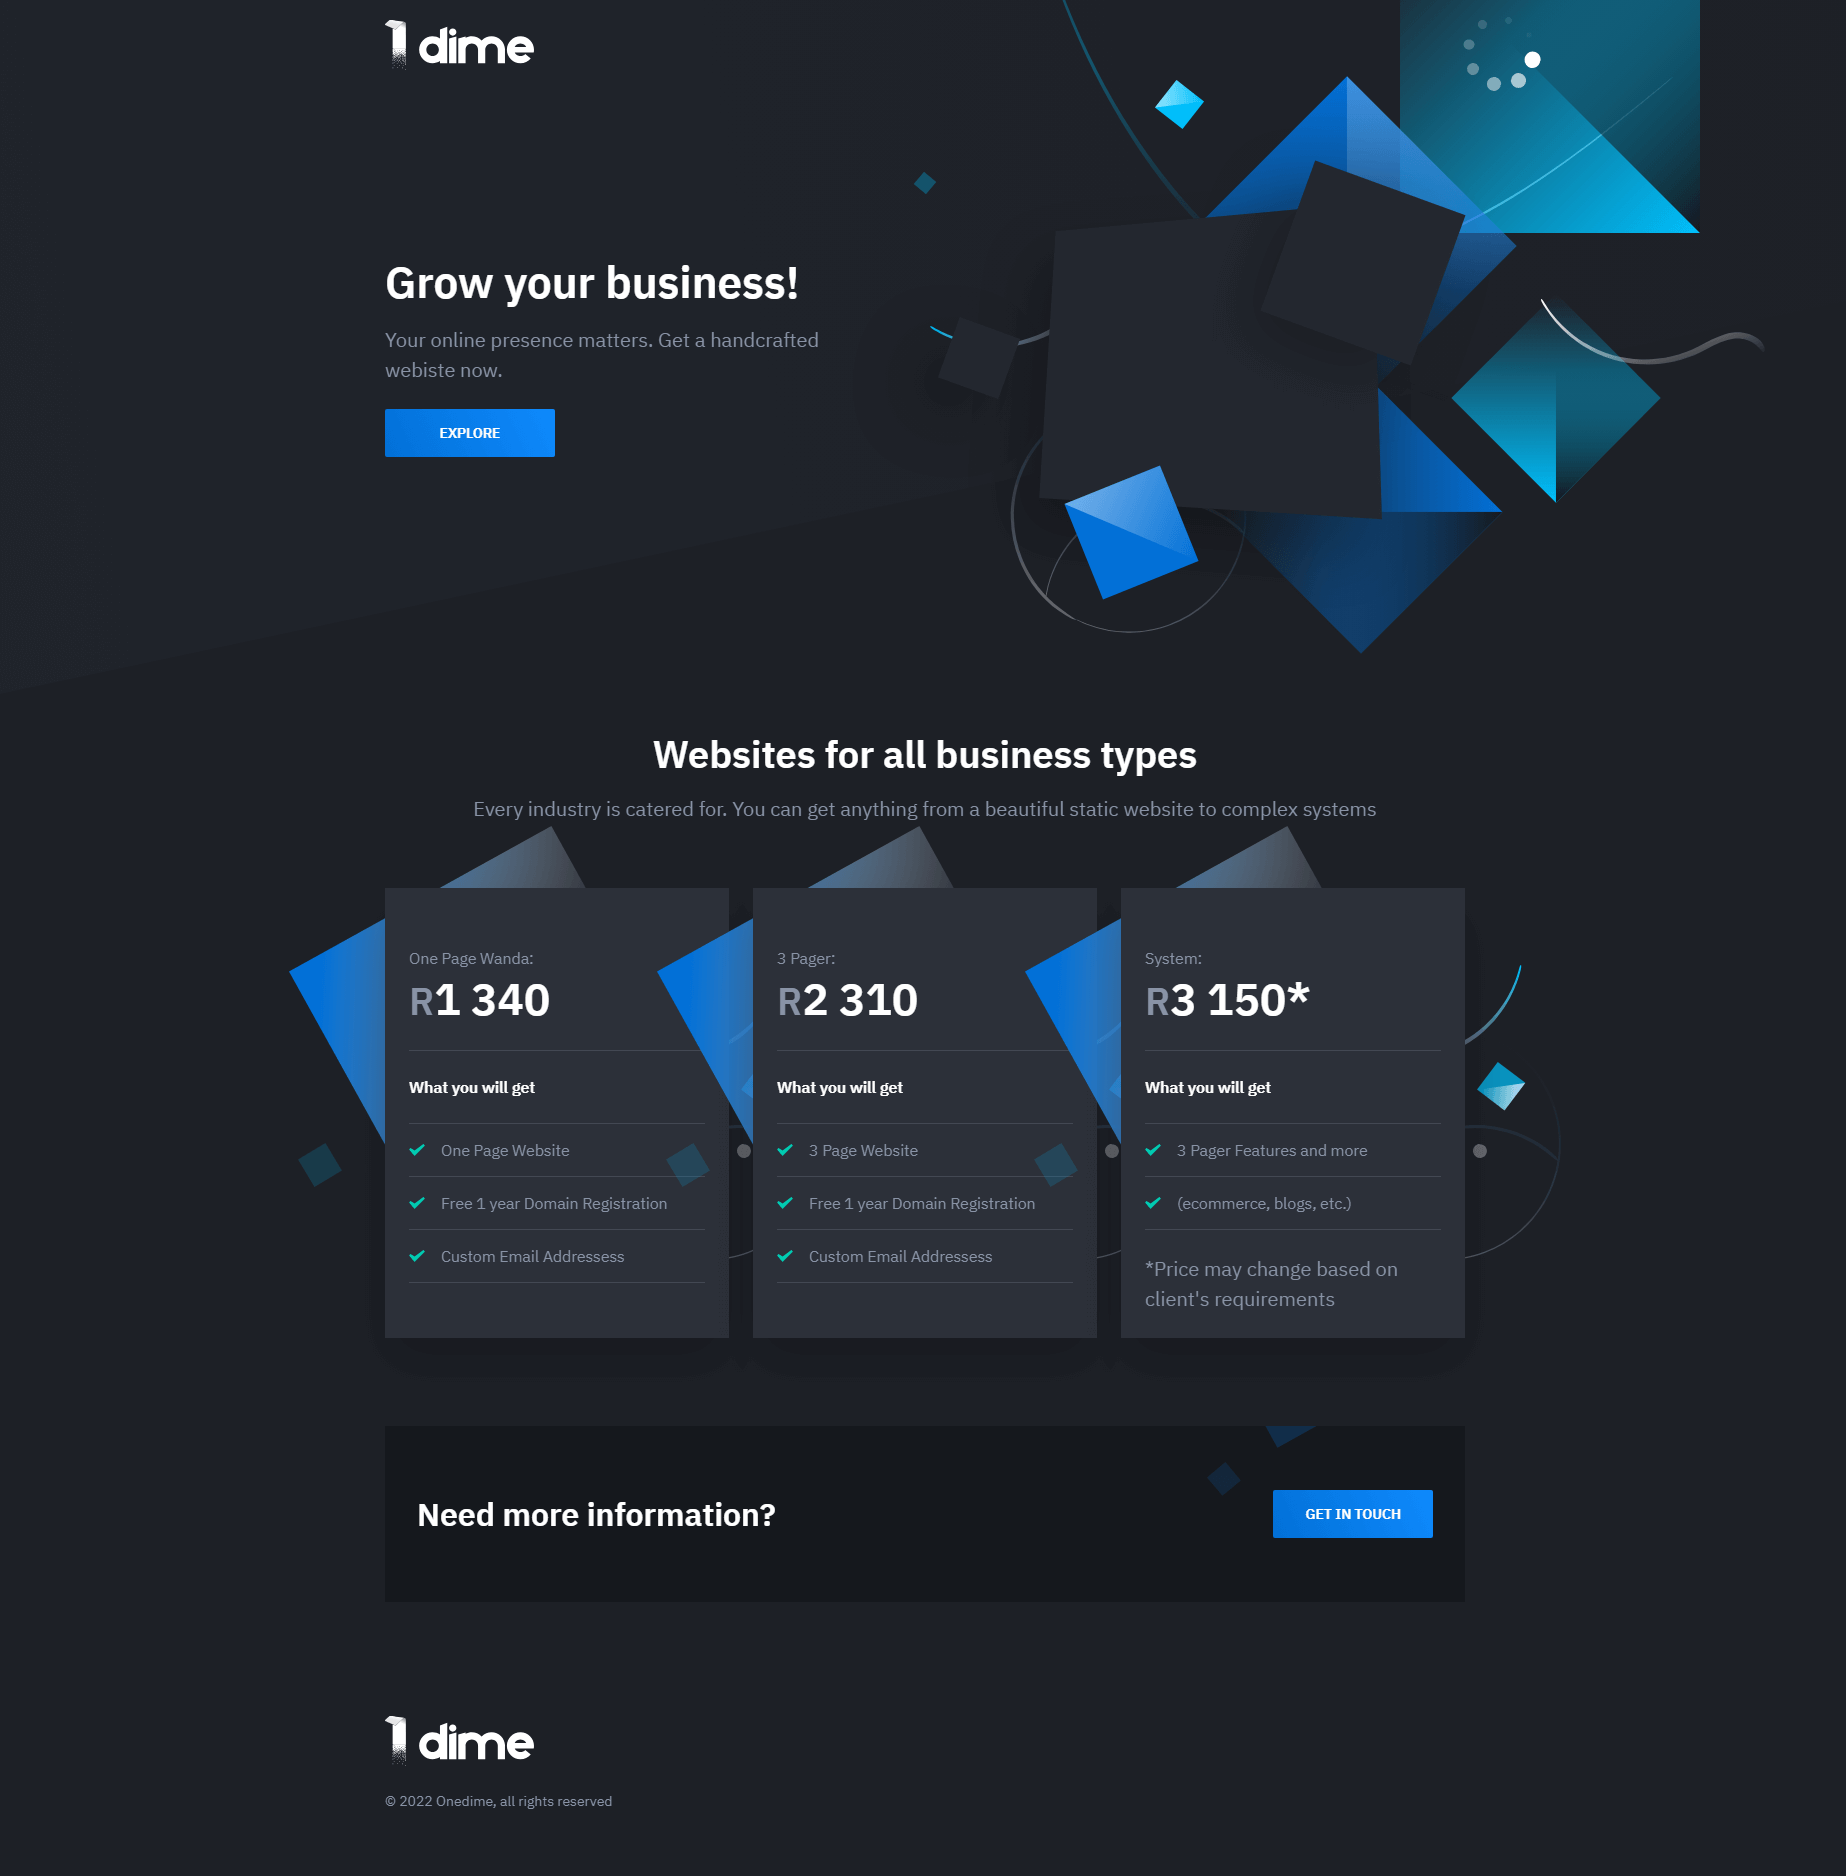 1 dime
Grow your business!
Your online presence matters. Get a handcrafted
webiste now.
EXPLORE
Websites for all business types
Every industry is catered for. You can get anything from a beautiful static website to complex systems
One Page Wanda:
R1 340
What you will get
One Page Website
Free 1 year Domain Registration
Custom Email Addressess
3 Pager:
R2 310
What you will get
3 Page Website
Free 1 year Domain Registration
Custom Email Addressess
System:
R3 150*
What you will get
3 Pager Features and more
(ecommerce, blogs, etc.)
*Price may change based on
client's requirements
Need more information?
GET IN TOUCH
1 dime
© 2022 Onedime, all rights reserved